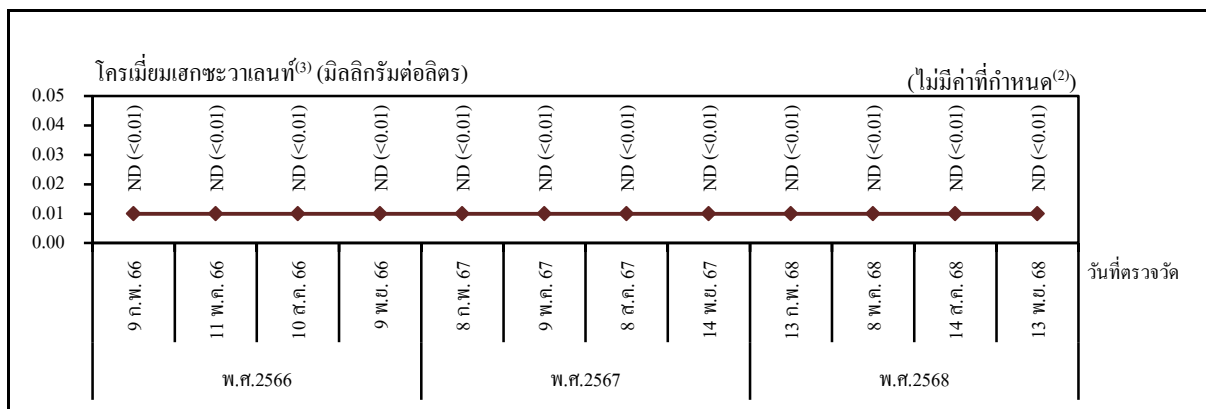 โครเมี่ยมเฮกซะวาเลนท์⁽³⁾ (มิลลิกรัมต่อลิตร)
(ไม่มีค่าที่กำหนด⁽²⁾)
0.05
0.04
0.03
0.02
0.01
0.00
ND (<0.01)
ND (<0.01)
ND (<0.01)
ND (<0.01)
ND (<0.01)
ND (<0.01)
ND (<0.01)
ND (<0.01)
ND (<0.01)
ND (<0.01)
ND (<0.01)
ND (<0.01)
9 ก.พ. 66
11 พ.ค. 66
10 ส.ค. 66
9 พ.ย. 66
8 ก.พ. 67
9 พ.ค. 67
8 ส.ค. 67
14 พ.ย. 67
13 ก.พ. 68
8 พ.ค. 68
14 ส.ค. 68
13 พ.ย. 68
วันที่ตรวจวัด
พ.ศ.2566
พ.ศ.2567
พ.ศ.2568